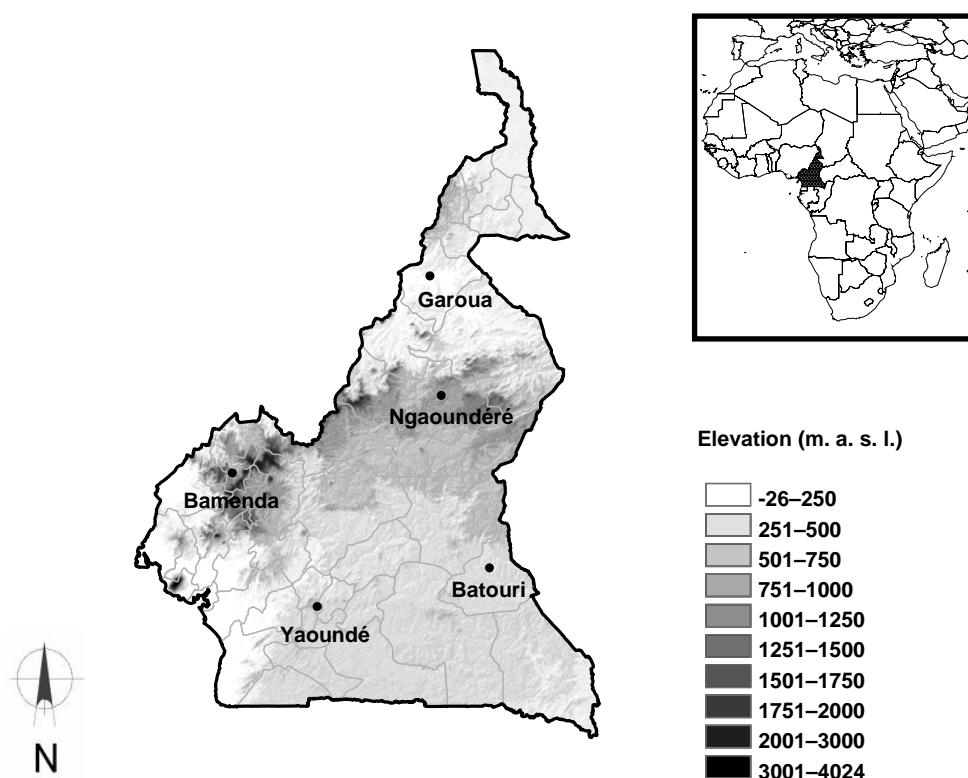 Garoua
Ngaoundéré
Bamenda
Batouri
Yaoundé
N
Elevation (m. a. s. l.)
-26–250
251–500
501–750
751–1000
1001–1250
1251–1500
1501–1750
1751–2000
2001–3000
3001–4024